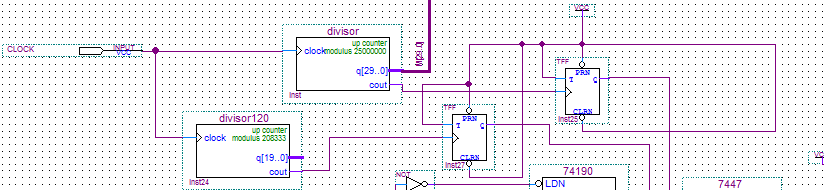 VCC
divisor
CLOCK
INPUT
VCC
up counter
clock modulus 25000000
q[29..0]
cout
inst
TFF
PRN
T Q
CLRN
inst25
divisor120
up counter
clock modulus 208333
q[19..0]
cout
inst24
TFF
PRN
T Q
CLRN
inst27
NOT
74190
LDN
7447